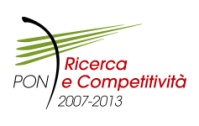 Ricerca
PON e Competitività
2007-2013